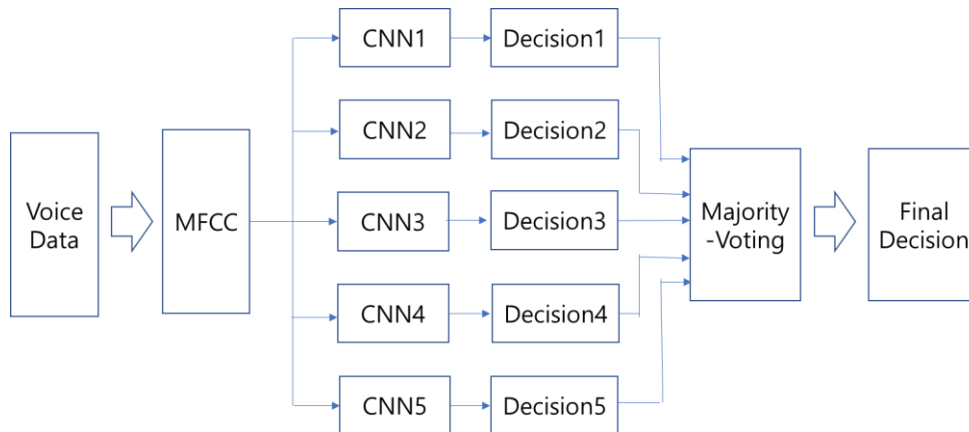 Voice
Data
MFCC
CNN1
Decision1
CNN2
Decision2
CNN3
Decision3
CNN4
Decision4
CNN5
Decision5
Majority
-Voting
Final
Decision